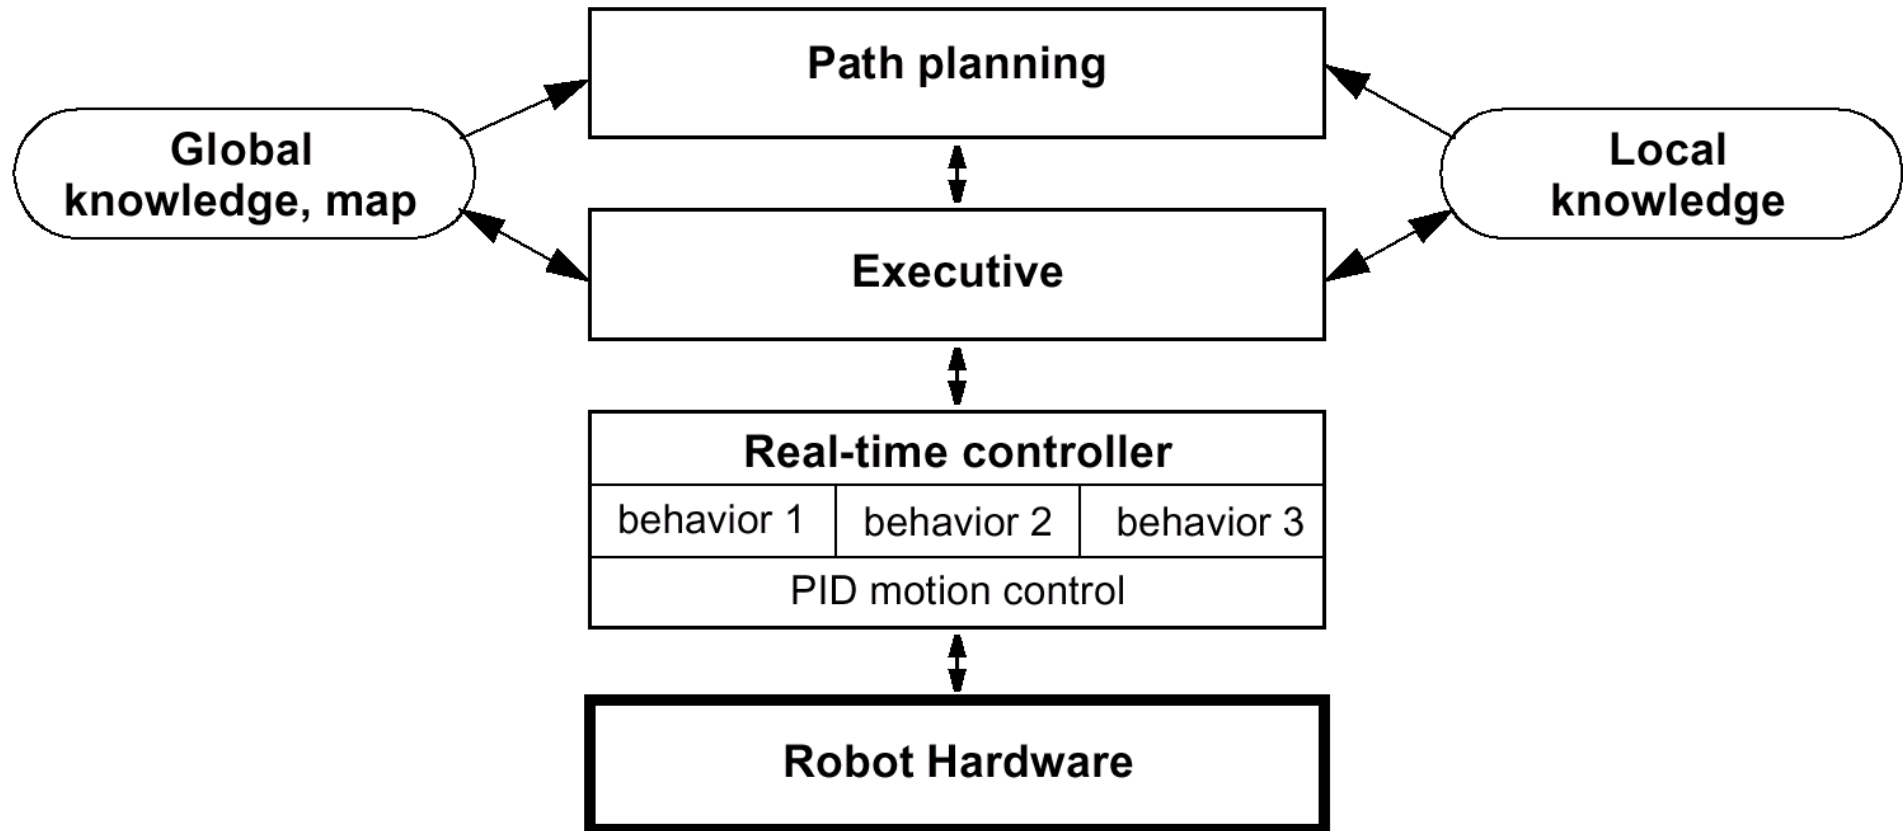 Path planning
Global
knowledge, map
Local
knowledge
Executive
Real-time controller
behavior 1
behavior 2
behavior 3
PID motion control
Robot Hardware